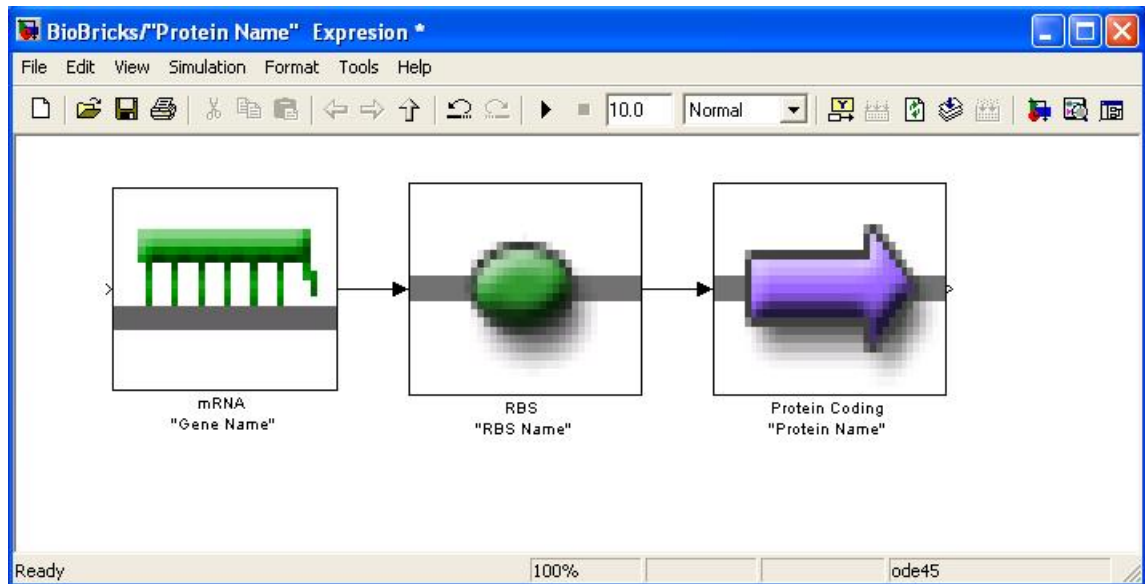 BioBricks/"Protein Name"  Expresion *
File Edit View Simulation Format Tools Help
10.0 Normal
mRNA
"Gene Name"
RBS
"RBS Name"
Protein Coding
"Protein Name"
Ready 100% ode45